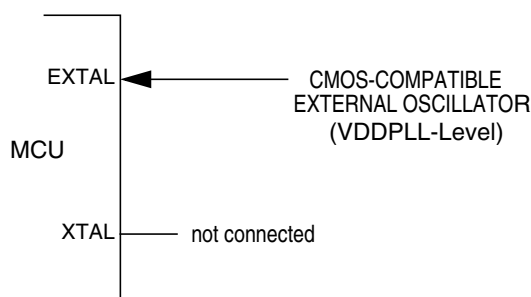 EXTAL
CMOS-COMPATIBLE
EXTERNAL OSCILLATOR
(VDDPLL-Level)
MCU
XTAL
not connected